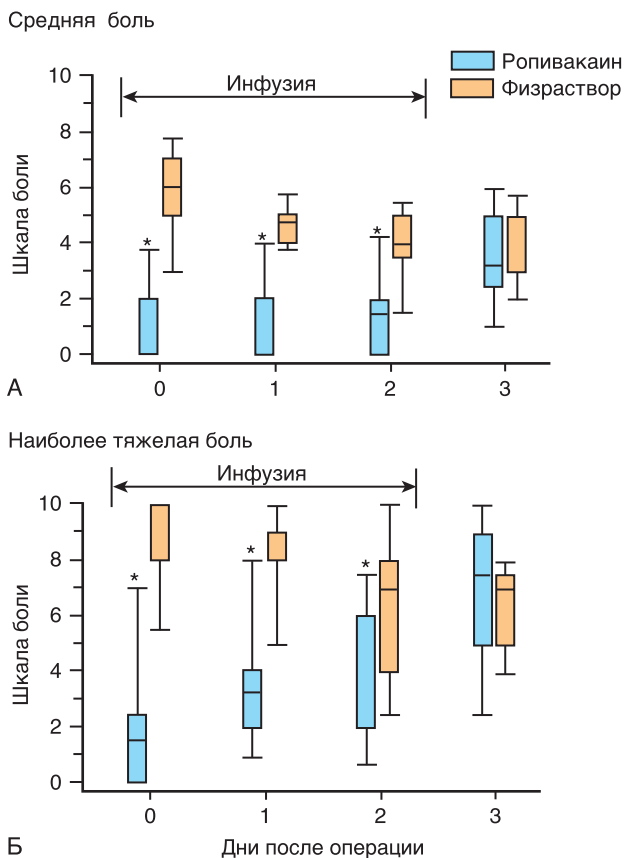 Средняя боль
Ропивакаин
Физраствор
Инфузия
Шкала боли
10
8
6
4
2
0
*
*
*
0 1 2 3
А
Наиболее тяжелая боль
Инфузия
Шкала боли
10
8
6
4
2
0
*
*
*
0 1 2 3
Дни после операции
Б